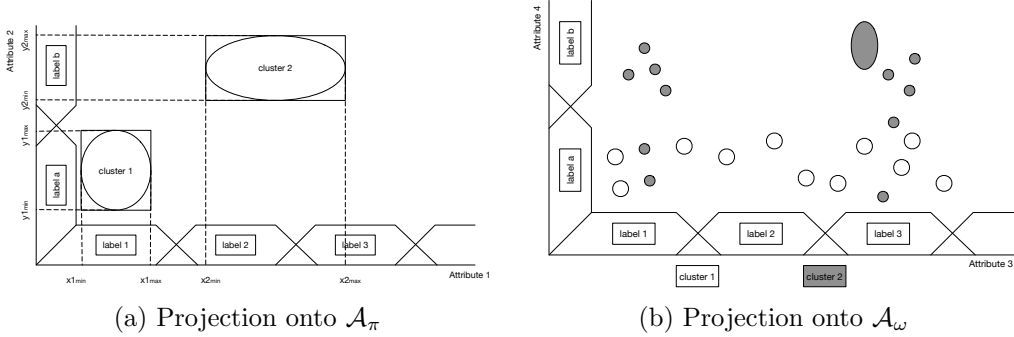 Attribute 2
y2max
label b
cluster 2
y2min
y1max
label a
cluster 1
y1min
label 1
label 2
label 3
x1min
x1max
x2min
x2max
Attribute 1
(a) Projection onto 𝒜π
Attribute 4
label b
label a
label 1
label 2
label 3
Attribute 3
cluster 1
cluster 2
(b) Projection onto 𝒜ω